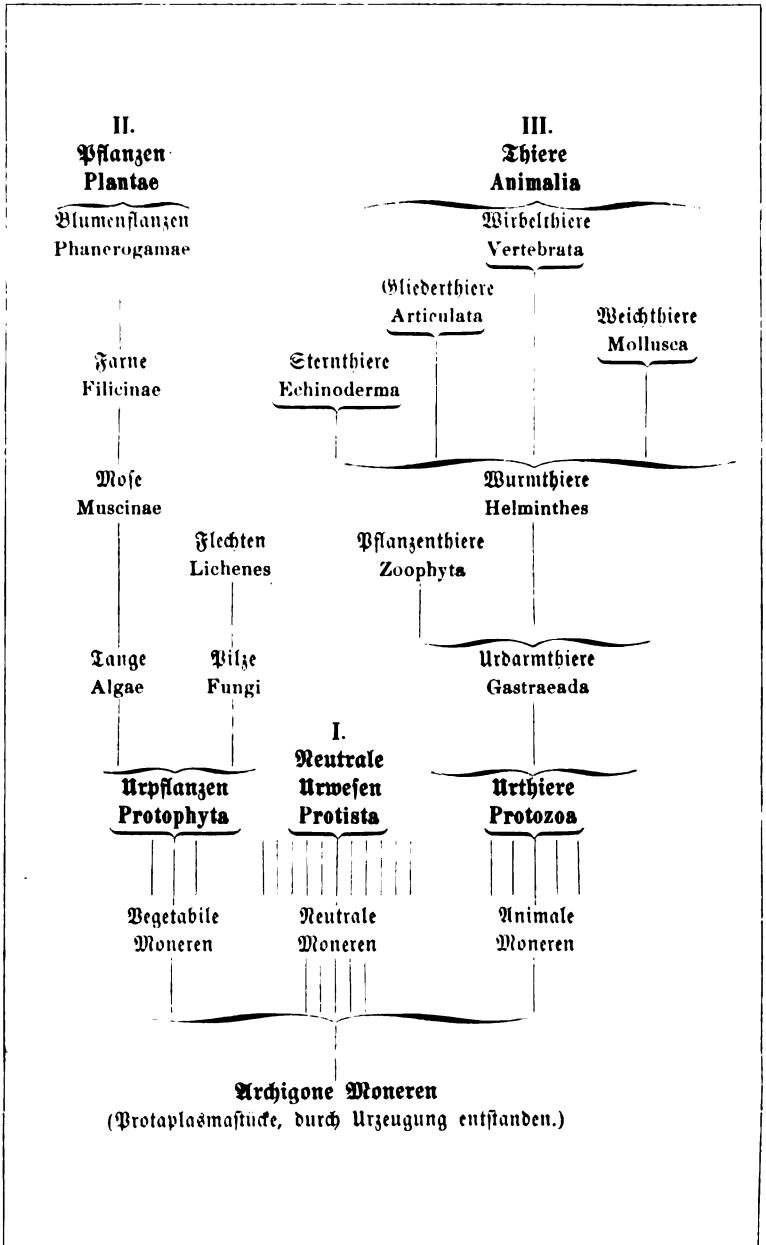 II.
Pflanzen
Plantae
Blumenflanzen
Phanerogamae
Farne
Filicinae
Mose
Muscinae
Flechten
Lichenes
Tange
Algae
Pilze
Fungi
Urpflanzen
Protophyta
Vegetabile
Moneren
I.
Neutrale
Urwesen
Protista
Neutrale
Moneren
III.
Thiere
Animalia
Wirbelthiere
Vertebrata
Gliederthiere
Articulata
Weichthiere
Mollusca
Sternthiere
Echinoderma
Wurmthiere
Helminthes
Pflanzenthiere
Zoophyta
Urdarmthiere
Gastraeada
Urthiere
Protozoa
Animale
Moneren
Archigone Moneren
(Protaplasmastücke, durch Urzeugung entstanden.)